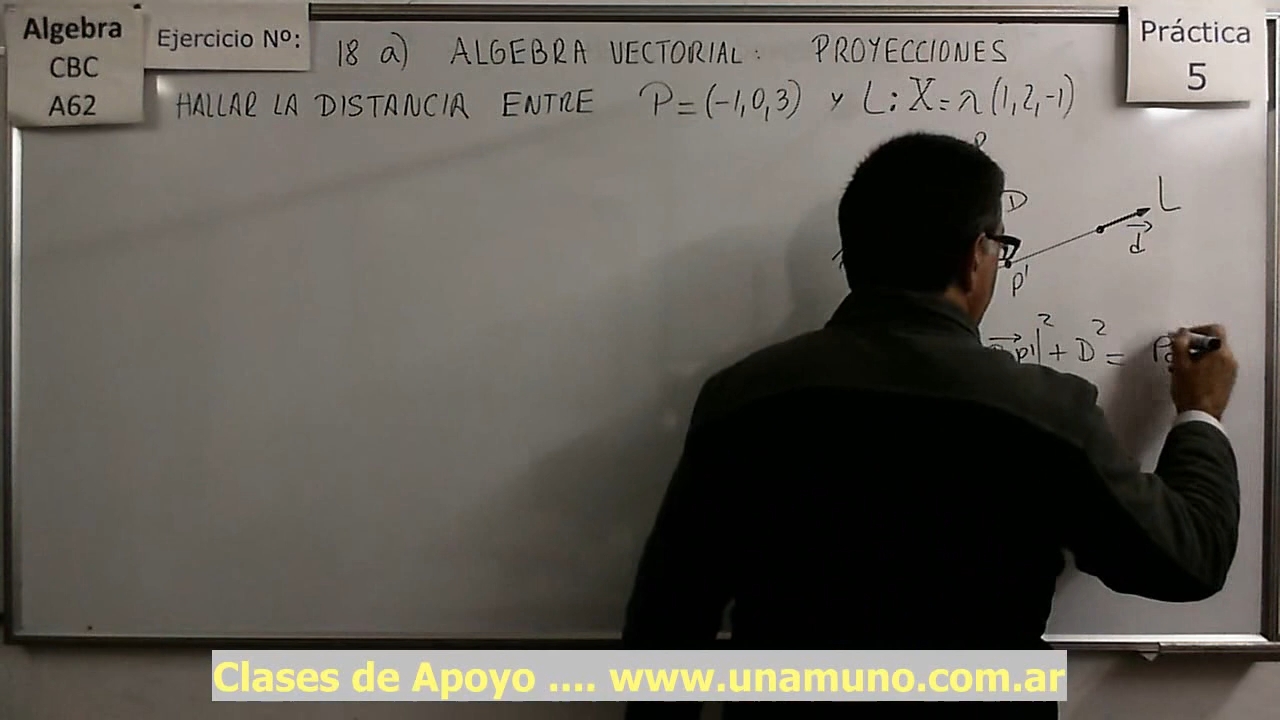 Algebra
CBC
A62
Ejercicio Nº:
Práctica
5
18 a) ALGEBRA VECTORIAL: PROYECCIONES
HALLAR LA DISTANCIA ENTRE P=(-1,0,3) Y L: X=λ(1,2,-1)
D
L
d
p'
p'|² + D² =
Clases de Apoyo .... www.unamuno.com.ar